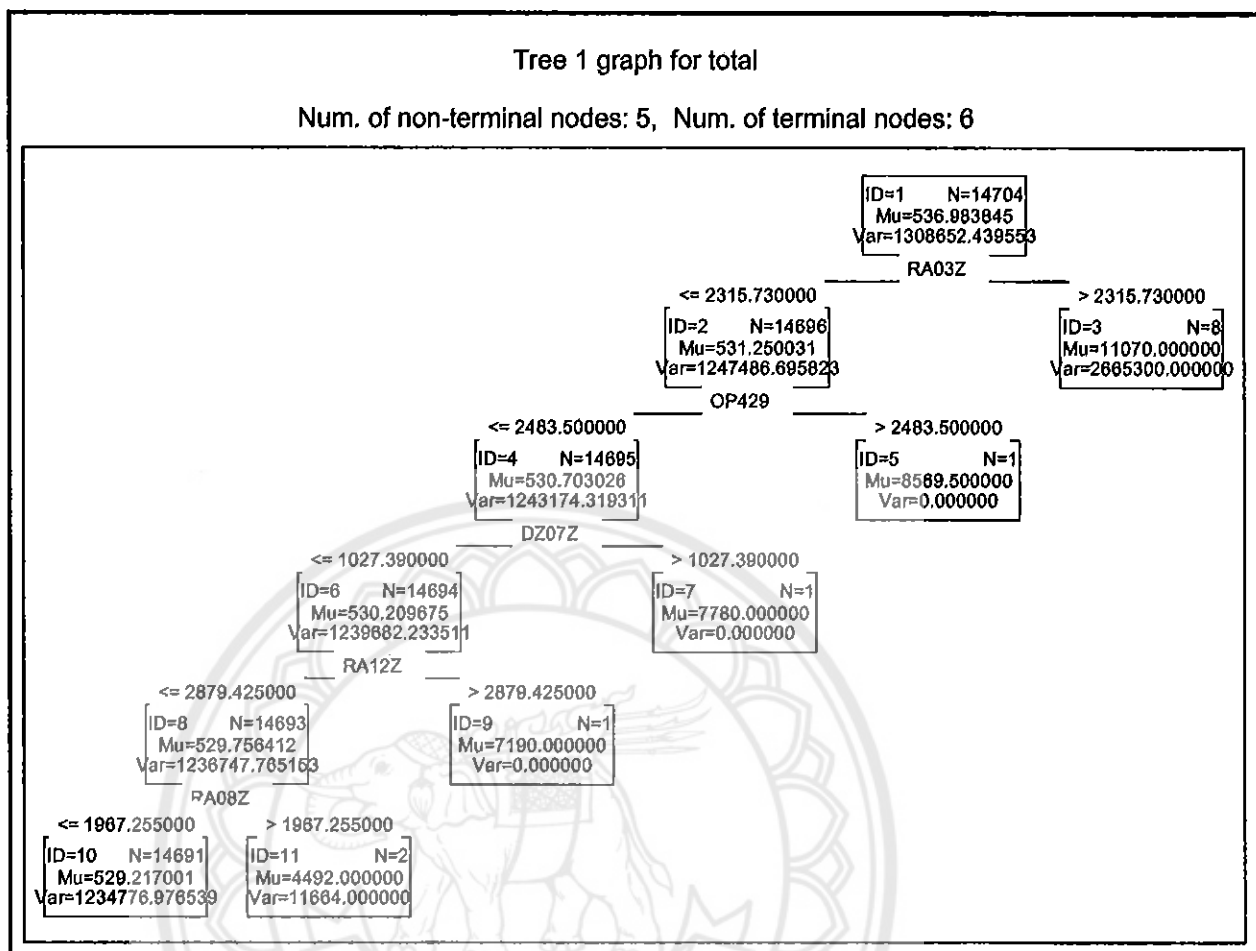 Tree 1 graph for total
Num. of non-terminal nodes: 5, Num. of terminal nodes: 6
ID=1 N=14704
Mu=536.983845
Var=1308652.439553
RA03Z
<= 2315.730000
> 2315.730000
ID=2 N=14696
Mu=531.250031
Var=1247486.695823
ID=3 N=8
Mu=11070.000000
Var=2665300.000000
OP429
<= 2483.500000
> 2483.500000
ID=4 N=14695
Mu=530.703026
Var=1243174.319311
ID=5 N=1
Mu=8569.500000
Var=0.000000
DZ07Z
<= 1027.390000
> 1027.390000
ID=6 N=14694
Mu=530.209675
Var=1239682.233511
ID=7 N=1
Mu=7780.000000
Var=0.000000
RA12Z
<= 2879.425000
> 2879.425000
ID=8 N=14693
Mu=529.756412
Var=1236747.765153
ID=9 N=1
Mu=7190.000000
Var=0.000000
RA08Z
<= 1967.255000
> 1967.255000
ID=10 N=14691
Mu=529.217001
Var=1234776.976539
ID=11 N=2
Mu=4492.000000
Var=11664.000000